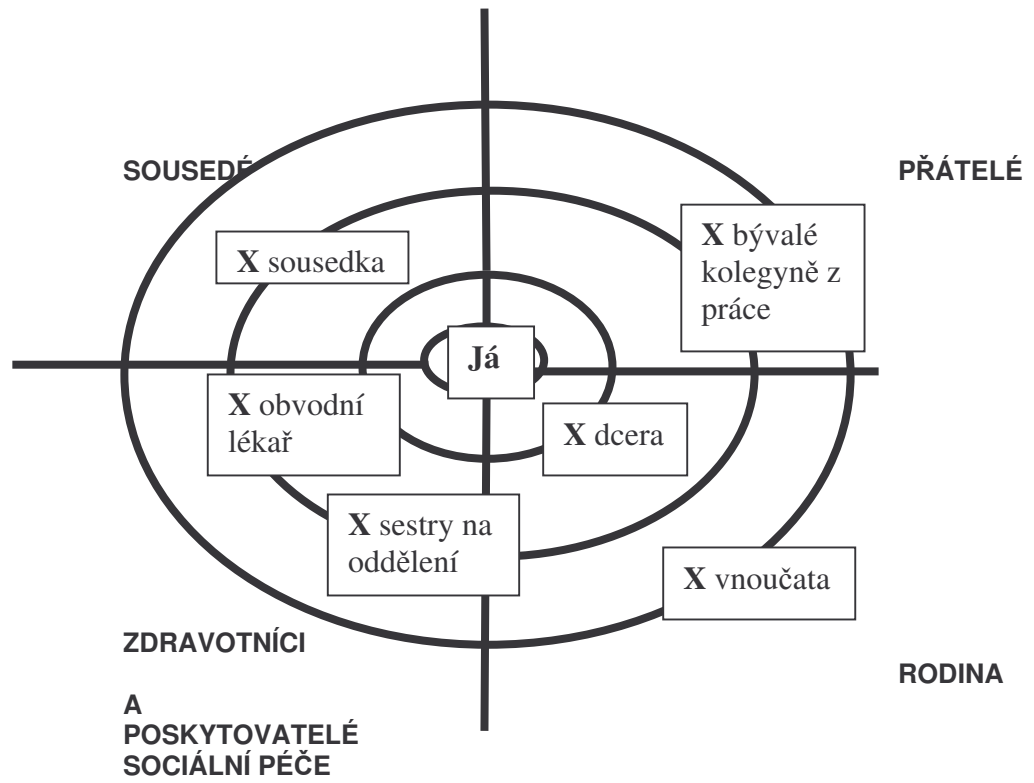 SOUSEDÉ
PŘÁTELÉ
X bývalé
kolegyně z
práce
X sousedka
Já
X obvodní
lékař
X dcera
X sestry na
oddělení
X vnoučata
ZDRAVOTNÍCI
RODINA
A
POSKYTOVATELÉ
SOCIÁLNÍ PÉČE